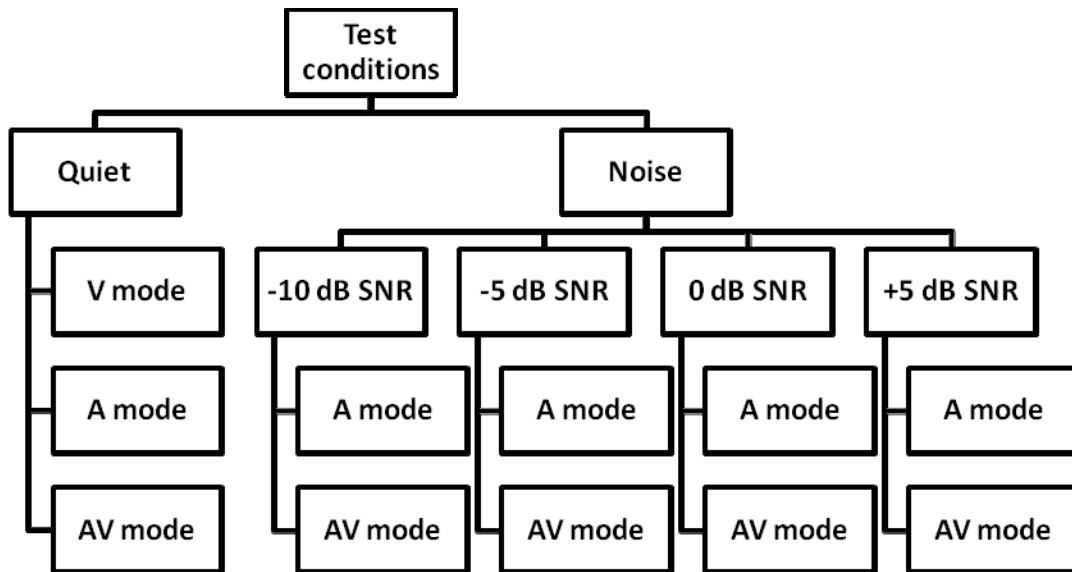 Test
conditions
Quiet
Noise
V mode
A mode
AV mode
-10 dB SNR
-5 dB SNR
0 dB SNR
+5 dB SNR
A mode
A mode
A mode
A mode
AV mode
AV mode
AV mode
AV mode